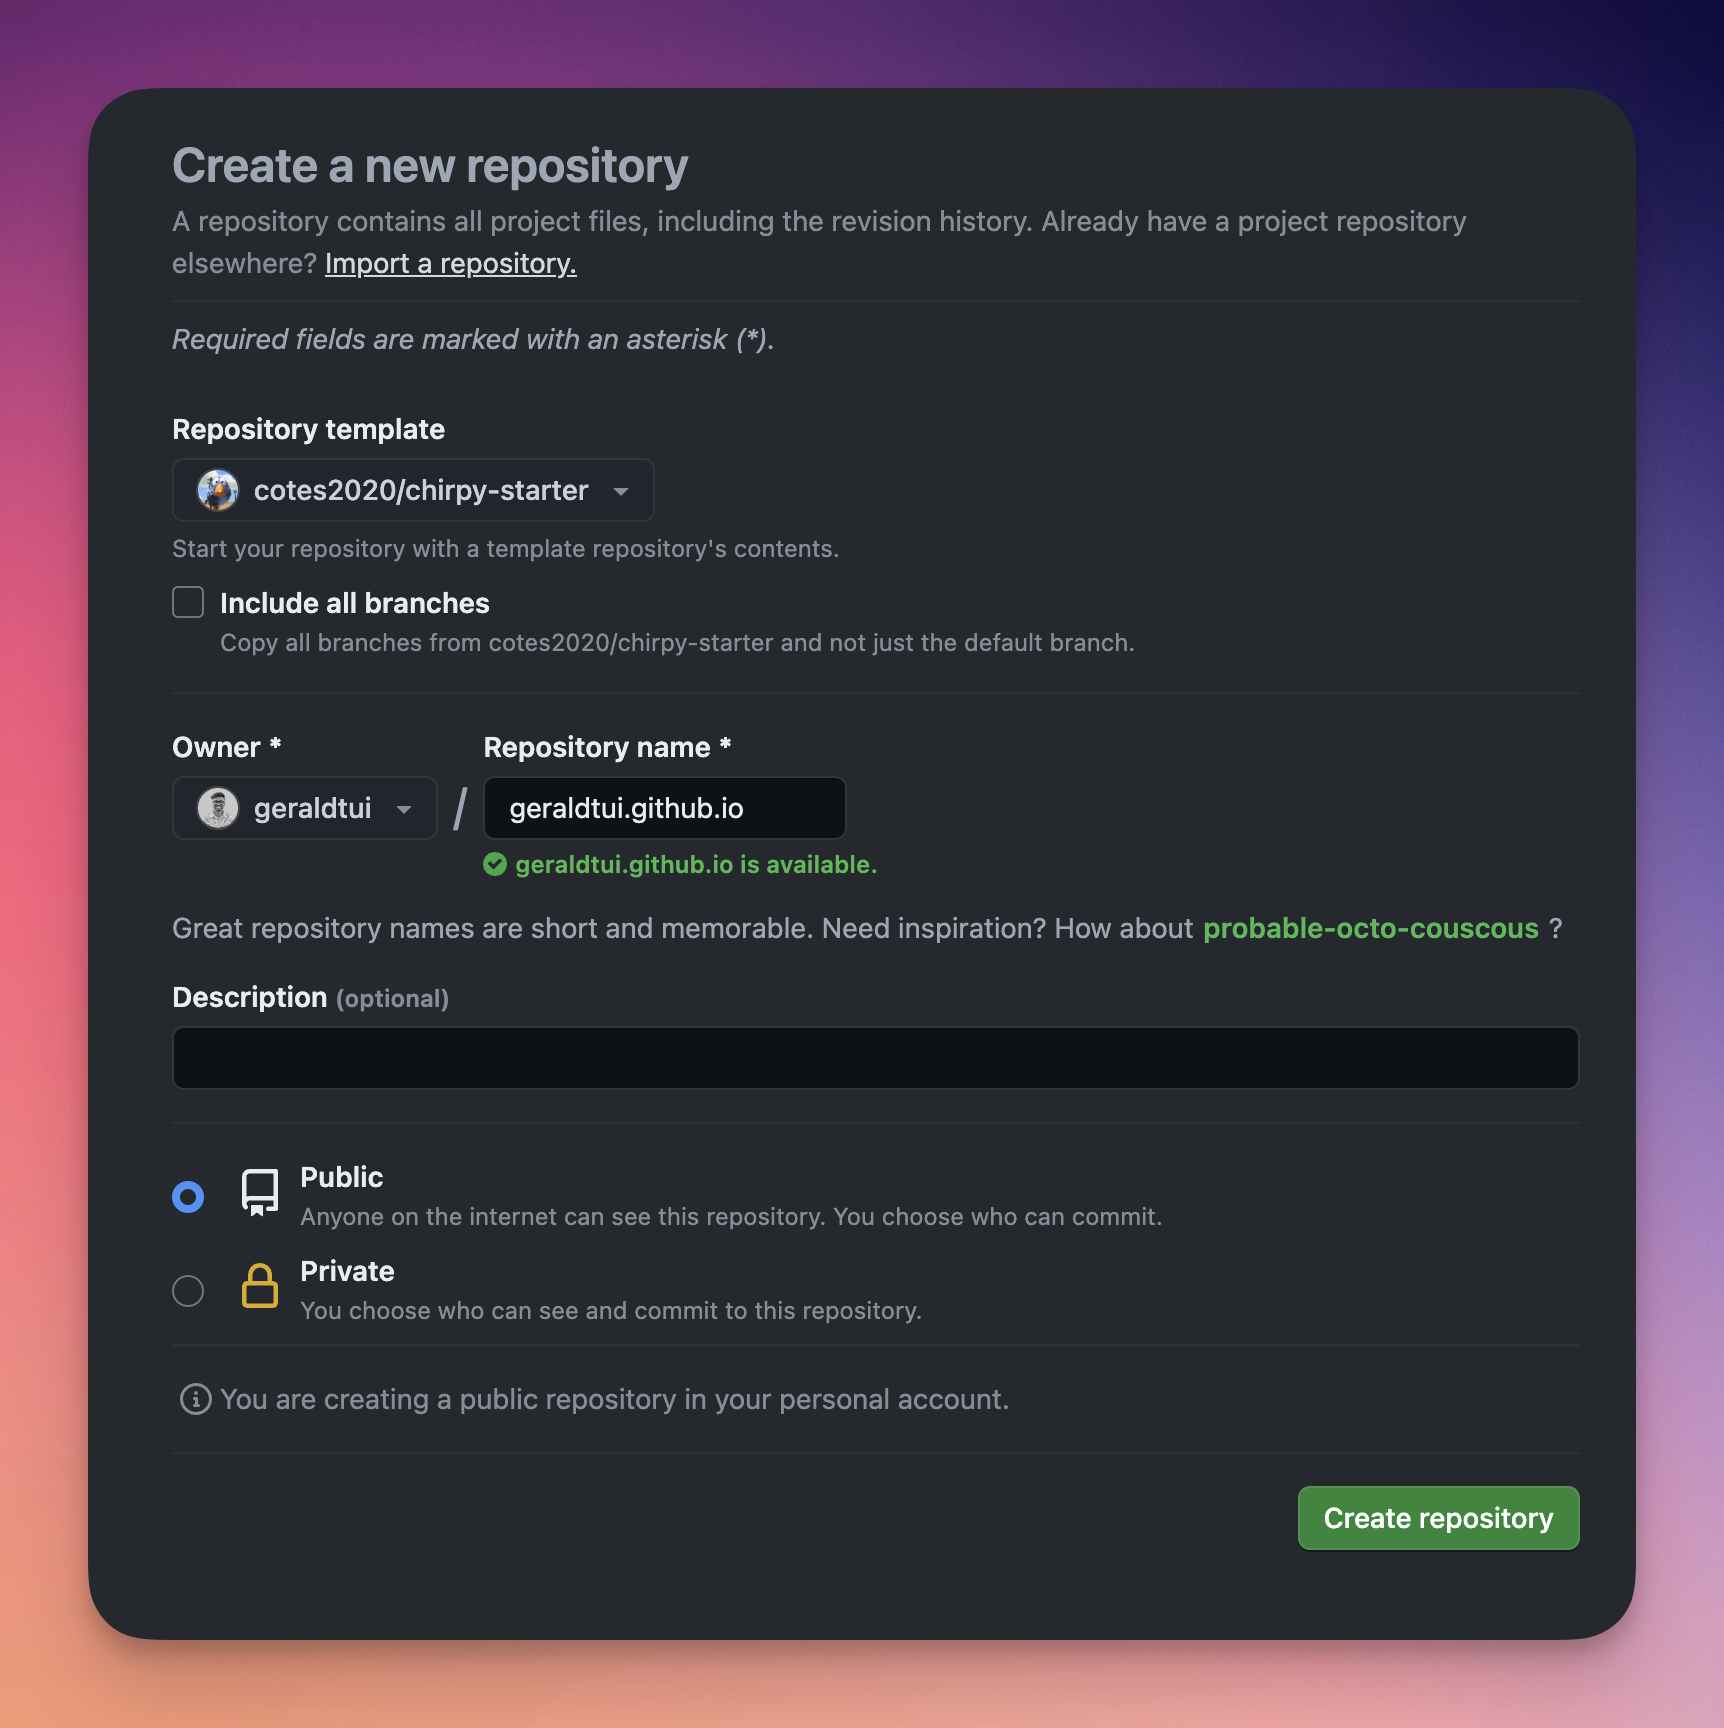 Create a new repository
A repository contains all project files, including the revision history. Already have a project repository
elsewhere? Import a repository.
Required fields are marked with an asterisk (*).
Repository template
cotes2020/chirpy-starter
Start your repository with a template repository's contents.
Include all branches
Copy all branches from cotes2020/chirpy-starter and not just the default branch.
Owner * Repository name *
geraldtui / geraldtui.github.io
geraldtui.github.io is available.
Great repository names are short and memorable. Need inspiration? How about probable-octo-couscous ?
Description (optional)
Public
Anyone on the internet can see this repository. You choose who can commit.
Private
You choose who can see and commit to this repository.
You are creating a public repository in your personal account.
Create repository